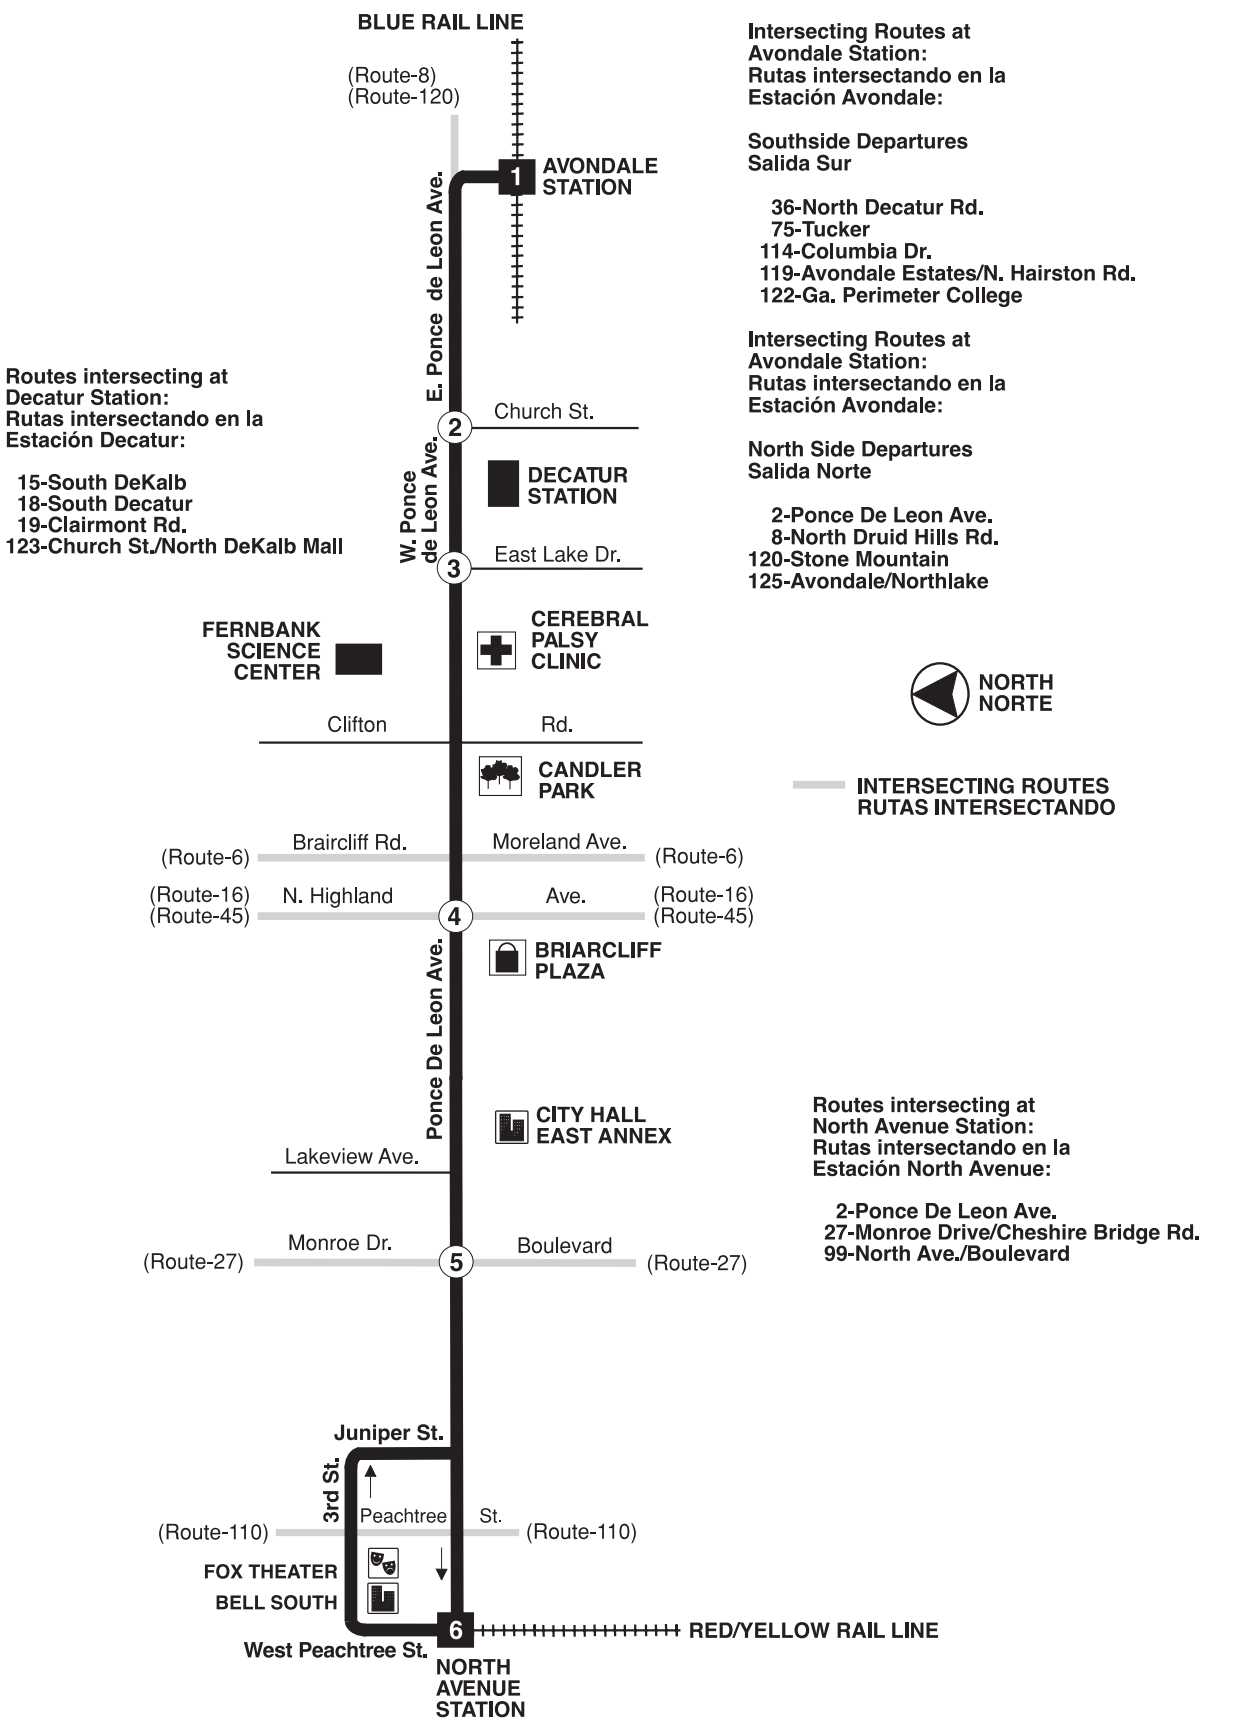 BLUE RAIL LINE
(Route-8)
(Route-120)
1
AVONDALE
STATION
E. Ponce de Leon Ave.
Intersecting Routes at
Avondale Station:
Rutas intersectando en la
Estación Avondale:
Southside Departures
Salida Sur
36-North Decatur Rd.
75-Tucker
114-Columbia Dr.
119-Avondale Estates/N. Hairston Rd.
122-Ga. Perimeter College
Intersecting Routes at
Avondale Station:
Rutas intersectando en la
Estación Avondale:
North Side Departures
Salida Norte
2-Ponce De Leon Ave.
8-North Druid Hills Rd.
120-Stone Mountain
125-Avondale/Northlake
Routes intersecting at
Decatur Station:
Rutas intersectando en la
Estación Decatur:
15-South DeKalb
18-South Decatur
19-Clairmont Rd.
123-Church St./North DeKalb Mall
2
Church St.
W. Ponce
de Leon Ave.
DECATUR
STATION
3
East Lake Dr.
FERNBANK
SCIENCE
CENTER
CEREBRAL
PALSY
CLINIC
NORTH
NORTE
Clifton Rd.
CANDLER
PARK
INTERSECTING ROUTES
RUTAS INTERSECTANDO
(Route-6) Braircliff Rd. Moreland Ave. (Route-6)
(Route-16) N. Highland Ave. (Route-16)
(Route-45) 4 (Route-45)
BRIARCLIFF
PLAZA
Ponce De Leon Ave.
CITY HALL
EAST ANNEX
Lakeview Ave.
Routes intersecting at
North Avenue Station:
Rutas intersectando en la
Estación North Avenue:
2-Ponce De Leon Ave.
27-Monroe Drive/Cheshire Bridge Rd.
99-North Ave./Boulevard
Monroe Dr. Boulevard
(Route-27) 5 (Route-27)
Juniper St.
3rd St.
Peachtree St.
(Route-110) (Route-110)
FOX THEATER
BELL SOUTH
6
RED/YELLOW RAIL LINE
West Peachtree St.
NORTH
AVENUE
STATION